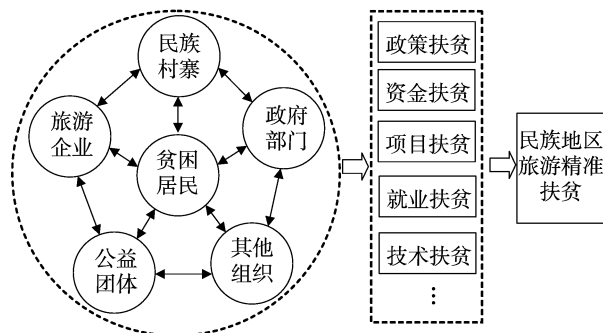 民族
村寨
旅游
企业
政府
部门
贫困
居民
公益
团体
其他
组织
政策扶贫
资金扶贫
项目扶贫
就业扶贫
技术扶贫
⋮
民族地区
旅游精准
扶贫